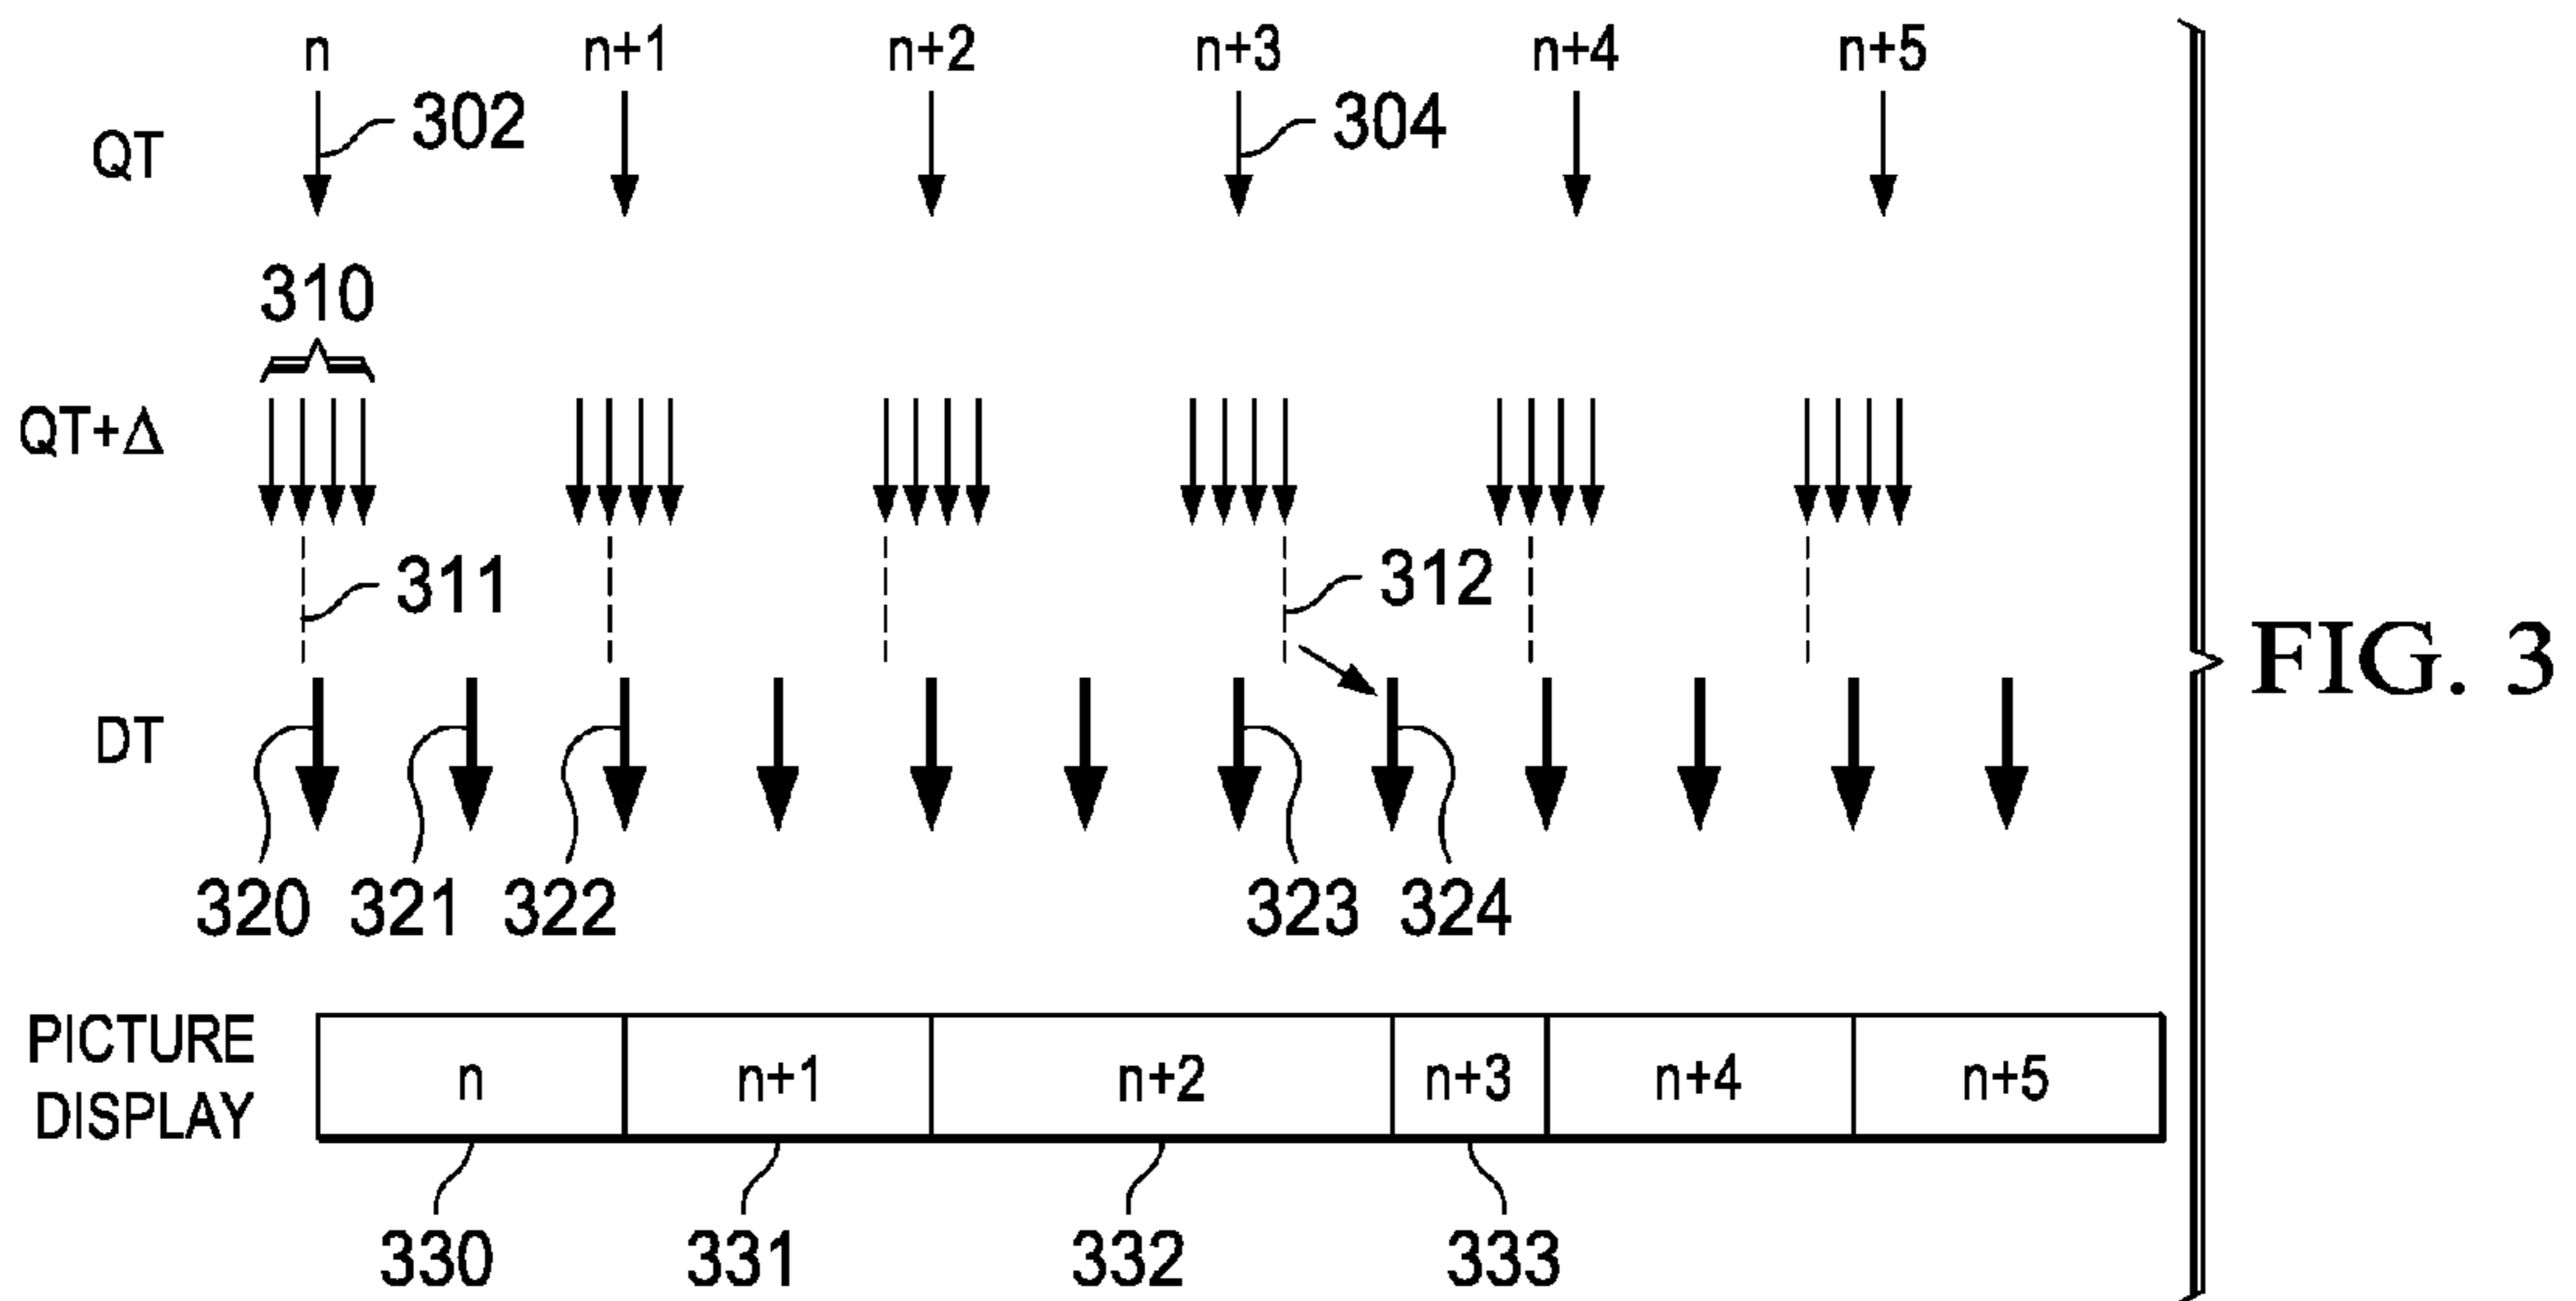 n n+1 n+2 n+3 n+4 n+5
QT 302 304
310
QT+Δ
311 312
DT
320 321 322 323 324
PICTURE
DISPLAY
n n+1 n+2 n+3 n+4 n+5
330 331 332 333
FIG. 3